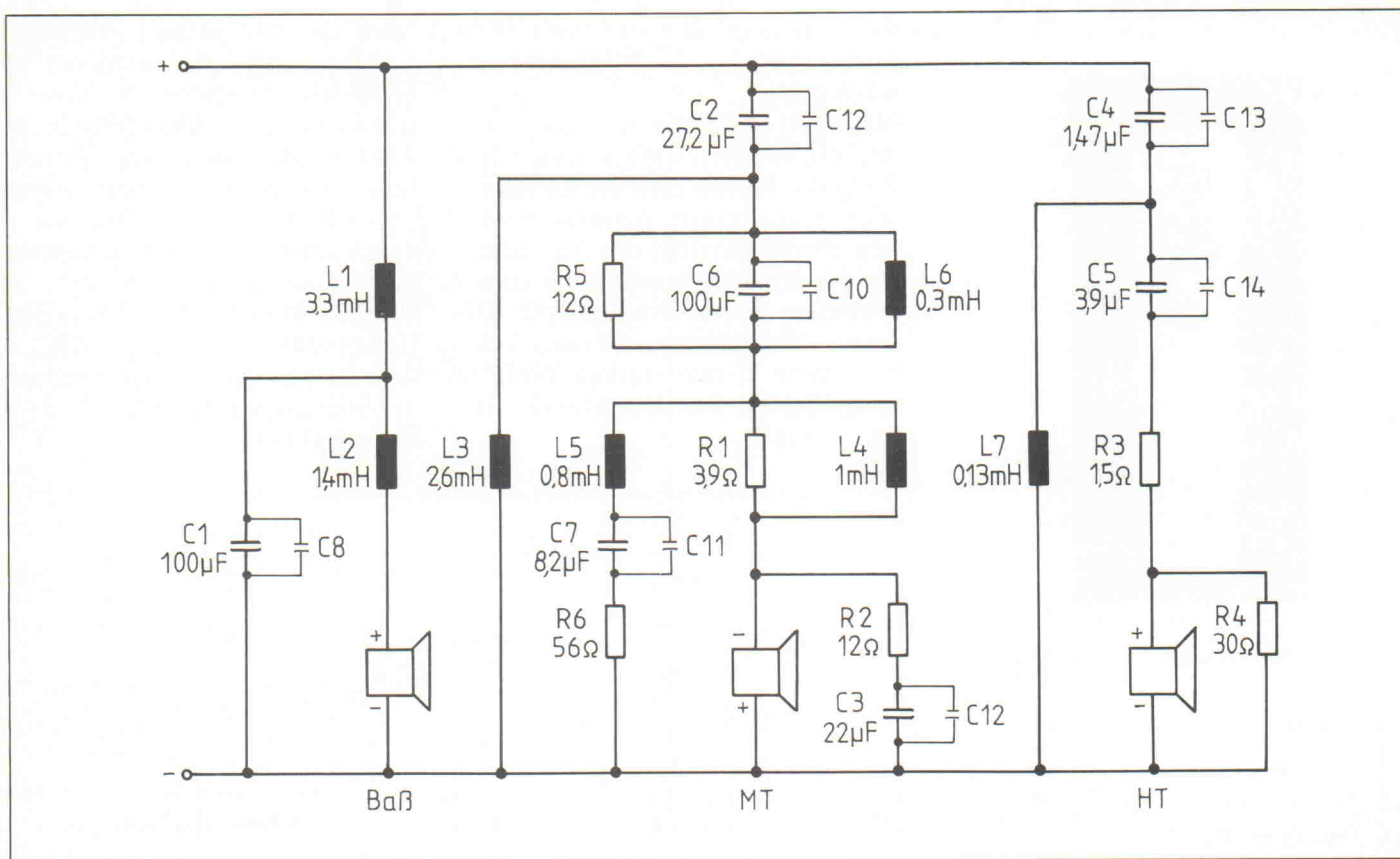 +
C2
27,2µF
C12
C4
1,47µF
C13
L1
3,3mH
R5
12Ω
C6
100µF
C10
L6
0,3mH
C5
3,9µF
C14
L2
1,4mH
L3
2,6mH
L5
0,8mH
R1
3,9Ω
L4
1mH
L7
0,13mH
R3
1,5Ω
C1
100µF
C8
C7
8,2µF
C11
R6
5,6Ω
+
-
-
+
R2
12Ω
C3
22µF
C12
+
-
R4
30Ω
-
Baß
MT
HT